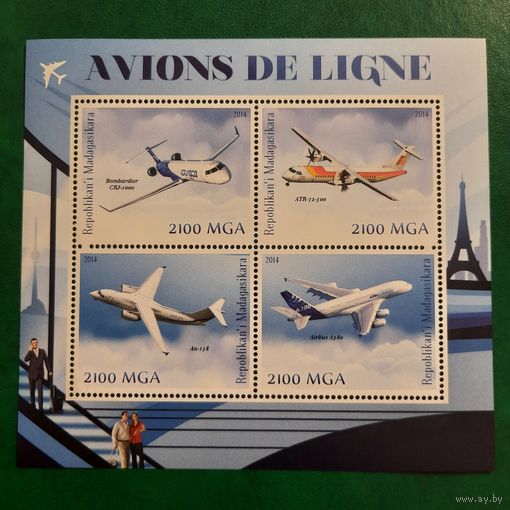 AVIONS DE LIGNE
Repoblikan'i Madagasikara
2014
Bombardier
CRJ-1000
2100 MGA
Repoblikan'i Madagasikara
2014
ATR-72-500
2100 MGA
2014
An-158
2100 MGA
Repoblikan'i Madagasikara
2014
Airbus A380
2100 MGA
Repoblikan'i Madagasikara
www.ay.by